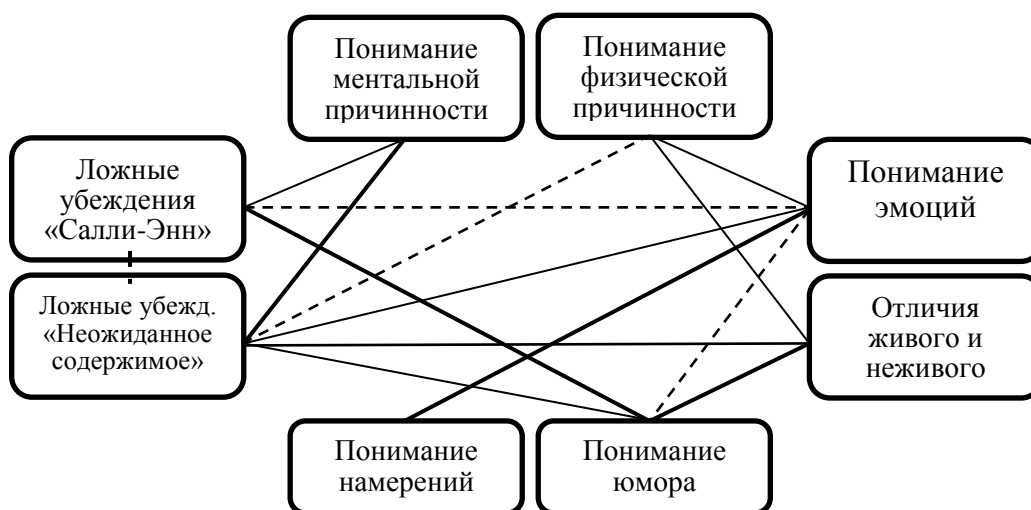 Понимание
ментальной
причинности
Понимание
физической
причинности
Ложные
убеждения
«Салли-Энн»
Понимание
эмоций
Ложные убежд.
«Неожиданное
содержимое»
Отличия
живого и
неживого
Понимание
намерений
Понимание
юмора